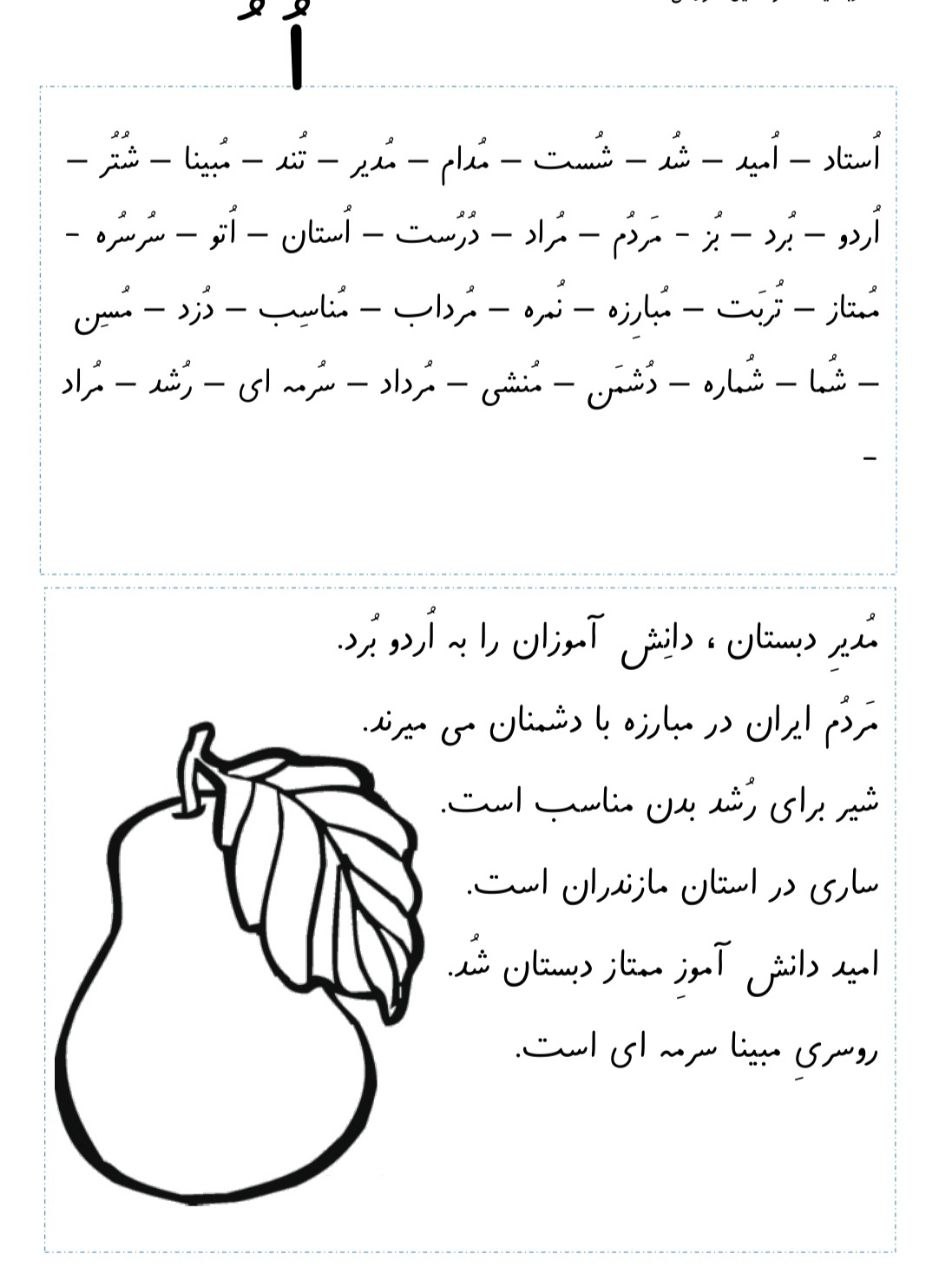 اُ ُ
اُستاد – اُمید – شُد – شُست – مُدام – مُدیر – تُند – مُبینا – شُتُر –
اُردو – بُرد – بُز - مَردُم – مُراد – دُرُست – اُستان – اُتو – سُرسُره -
مُمتاز – تُربَت – مُبارِزه – نُمره – مُرداب – مُناسِب – دُزد – مُسِن
– شُما – شُماره – دُشمَن – مُنشی – مُرداد – سُرمه ای – رُشد – مُراد
-
مُدیرِ دبستان ، دانِش آموزان را به اُردو بُرد.
مَردُم ایران در مبارزه با دشمنان می میرند.
شیر برای رُشد بدن مناسب است.
ساری در استان مازندران است.
امید دانش آموزِ ممتاز دبستان شُد.
روسریِ مبینا سرمه ای است.